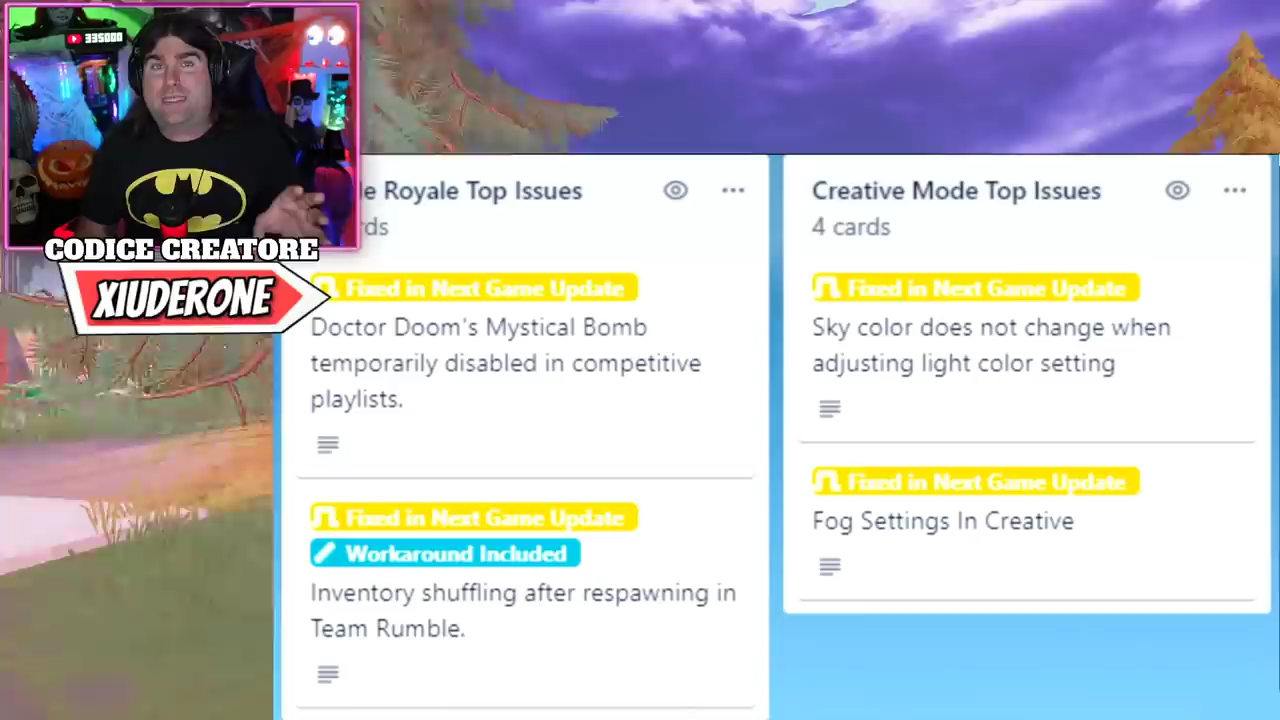 335000
CODICE CREATORE
XIUDERONE
le Royale Top Issues
rds
Fixed in Next Game Update
Doctor Doom's Mystical Bomb
temporarily disabled in competitive
playlists.
Fixed in Next Game Update
Workaround Included
Inventory shuffling after respawning in
Team Rumble.
Creative Mode Top Issues
4 cards
Fixed in Next Game Update
Sky color does not change when
adjusting light color setting
Fixed in Next Game Update
Fog Settings In Creative